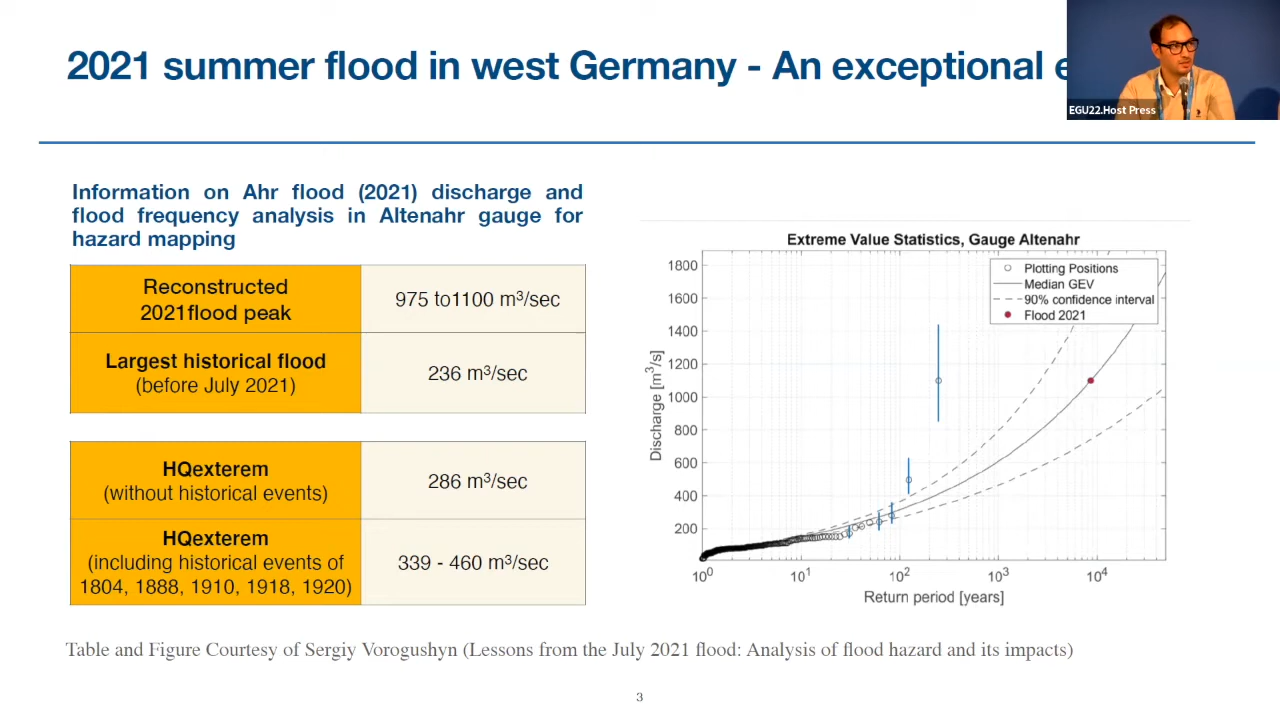 2021 summer flood in west Germany - An exceptional e
EGU22.Host Press
Information on Ahr flood (2021) discharge and
flood frequency analysis in Altenahr gauge for
hazard mapping
Reconstructed
2021flood peak
975 to1100 m³/sec
Largest historical flood
(before July 2021)
236 m³/sec
HQexterem
(without historical events)
286 m³/sec
HQexterem
(including historical events of
1804, 1888, 1910, 1918, 1920)
339 - 460 m³/sec
Extreme Value Statistics, Gauge Altenahr
Plotting Positions
Median GEV
90% confidence interval
Flood 2021
Discharge [m³/s]
1800
1600
1400
1200
1000
800
600
400
200
10⁰
10¹
10²
10³
10⁴
Return period [years]
Table and Figure Courtesy of Sergiy Vorogushyn (Lessons from the July 2021 flood: Analysis of flood hazard and its impacts)
3